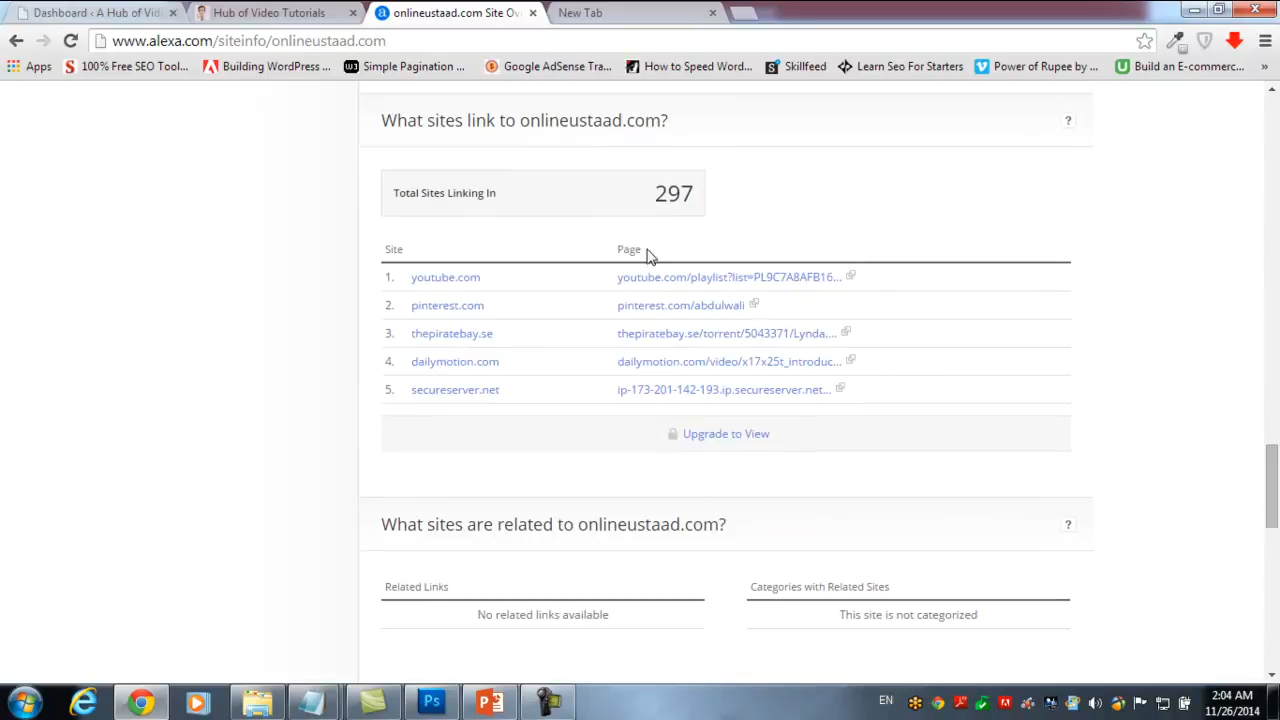 Dashboard ‹ A Hub of Vid
Hub of Video Tutorials
onlineustaad.com Site Ov
New Tab
www.alexa.com/siteinfo/onlineustaad.com
Apps
100% Free SEO Tool...
Building WordPress ...
Simple Pagination ...
Google AdSense Tra...
How to Speed Word...
Skillfeed
Learn Seo For Starters
Power of Rupee by ...
Build an E-commerc...
»
What sites link to onlineustaad.com?
?
Total Sites Linking In 297
Site Page
1. youtube.com youtube.com/playlist?list=PL9C7A8AFB16...
2. pinterest.com pinterest.com/abdulwali
3. thepiratebay.se thepiratebay.se/torrent/5043371/Lynda....
4. dailymotion.com dailymotion.com/video/x17x25t_introduc...
5. secureserver.net ip-173-201-142-193.ip.secureserver.net...
Upgrade to View
What sites are related to onlineustaad.com?
?
Related Links Categories with Related Sites
No related links available This site is not categorized
EN
2:04 AM
11/26/2014